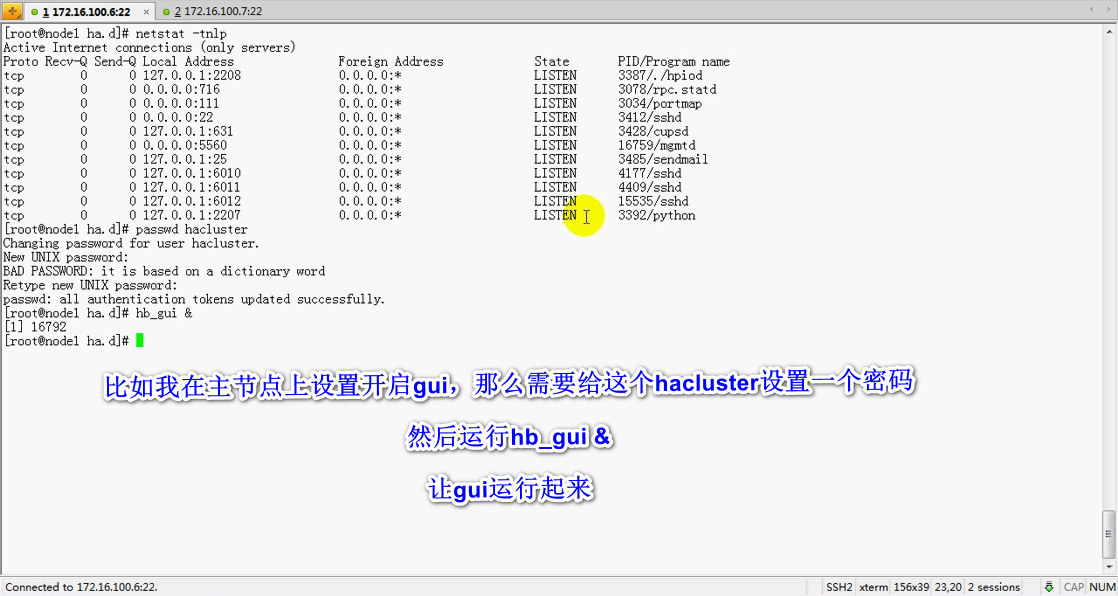 1 172.16.100.6:22 × 2 172.16.100.7:22
[root@node1 ha.d]# netstat -tnlp
Active Internet connections (only servers)
Proto Recv-Q Send-Q Local Address Foreign Address State PID/Program name
tcp 0 0 127.0.0.1:2208 0.0.0.0:* LISTEN 3387/./hpiod
tcp 0 0 0.0.0.0:716 0.0.0.0:* LISTEN 3078/rpc.statd
tcp 0 0 0.0.0.0:111 0.0.0.0:* LISTEN 3034/portmap
tcp 0 0 0.0.0.0:22 0.0.0.0:* LISTEN 3412/sshd
tcp 0 0 127.0.0.1:631 0.0.0.0:* LISTEN 3428/cupsd
tcp 0 0 0.0.0.0:5560 0.0.0.0:* LISTEN 16759/mgmtd
tcp 0 0 127.0.0.1:25 0.0.0.0:* LISTEN 3485/sendmail
tcp 0 0 127.0.0.1:6010 0.0.0.0:* LISTEN 4177/sshd
tcp 0 0 127.0.0.1:6011 0.0.0.0:* LISTEN 4409/sshd
tcp 0 0 127.0.0.1:6012 0.0.0.0:* LISTEN 15535/sshd
tcp 0 0 127.0.0.1:2207 0.0.0.0:* LISTEN 3392/python
[root@node1 ha.d]# passwd hacluster
Changing password for user hacluster.
New UNIX password:
BAD PASSWORD: it is based on a dictionary word
Retype new UNIX password:
passwd: all authentication tokens updated successfully.
[root@node1 ha.d]# hb_gui &
[1] 16792
[root@node1 ha.d]#
比如我在主节点上设置开启gui，那么需要给这个hacluster设置一个密码
然后运行hb_gui &
让gui运行起来
Connected to 172.16.100.6:22. SSH2 xterm 156x39 23,20 2 sessions CAP NUM